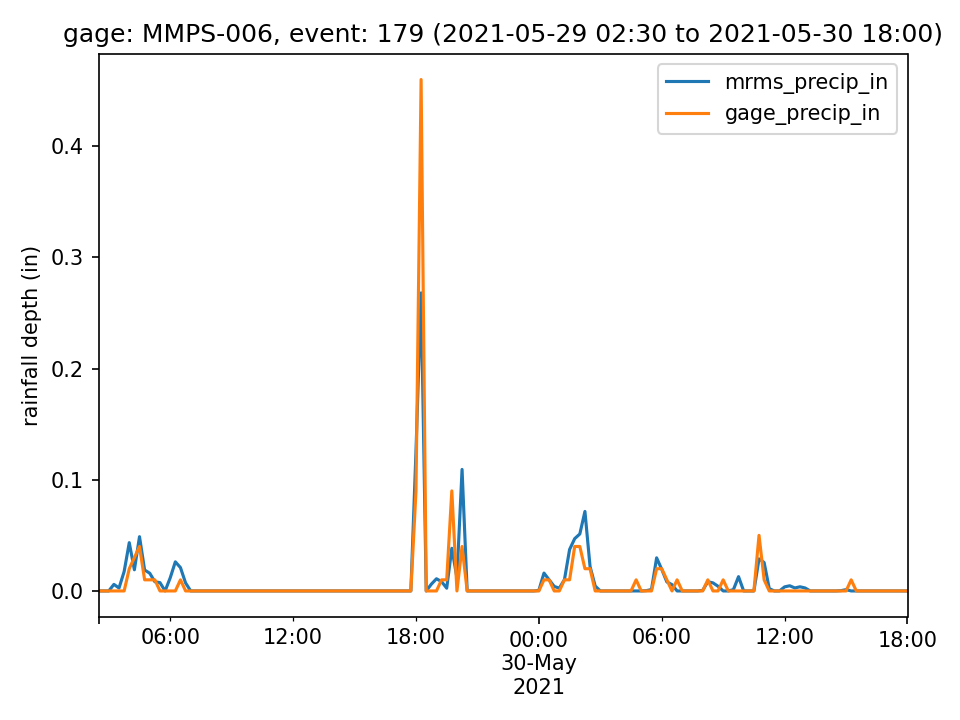 gage: MMPS-006, event: 179 (2021-05-29 02:30 to 2021-05-30 18:00)
mrms_precip_in
gage_precip_in
rainfall depth (in)
0.4
0.3
0.2
0.1
0.0
06:00
12:00
18:00
00:00
30-May
2021
06:00
12:00
18:00